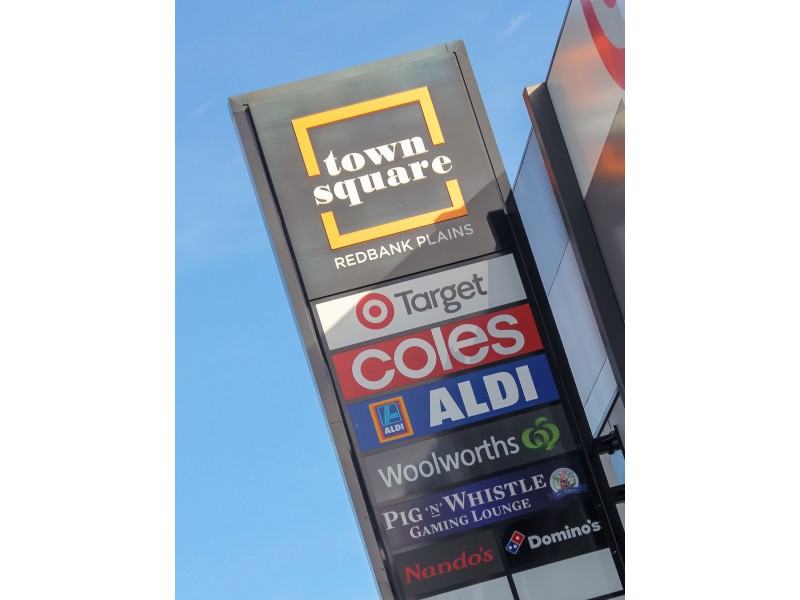 town
square
REDBANK PLAINS
Target
coles
ALDI
ALDI
Woolworths
PIG 'N' WHISTLE
GAMING LOUNGE
Nando's
Domino's